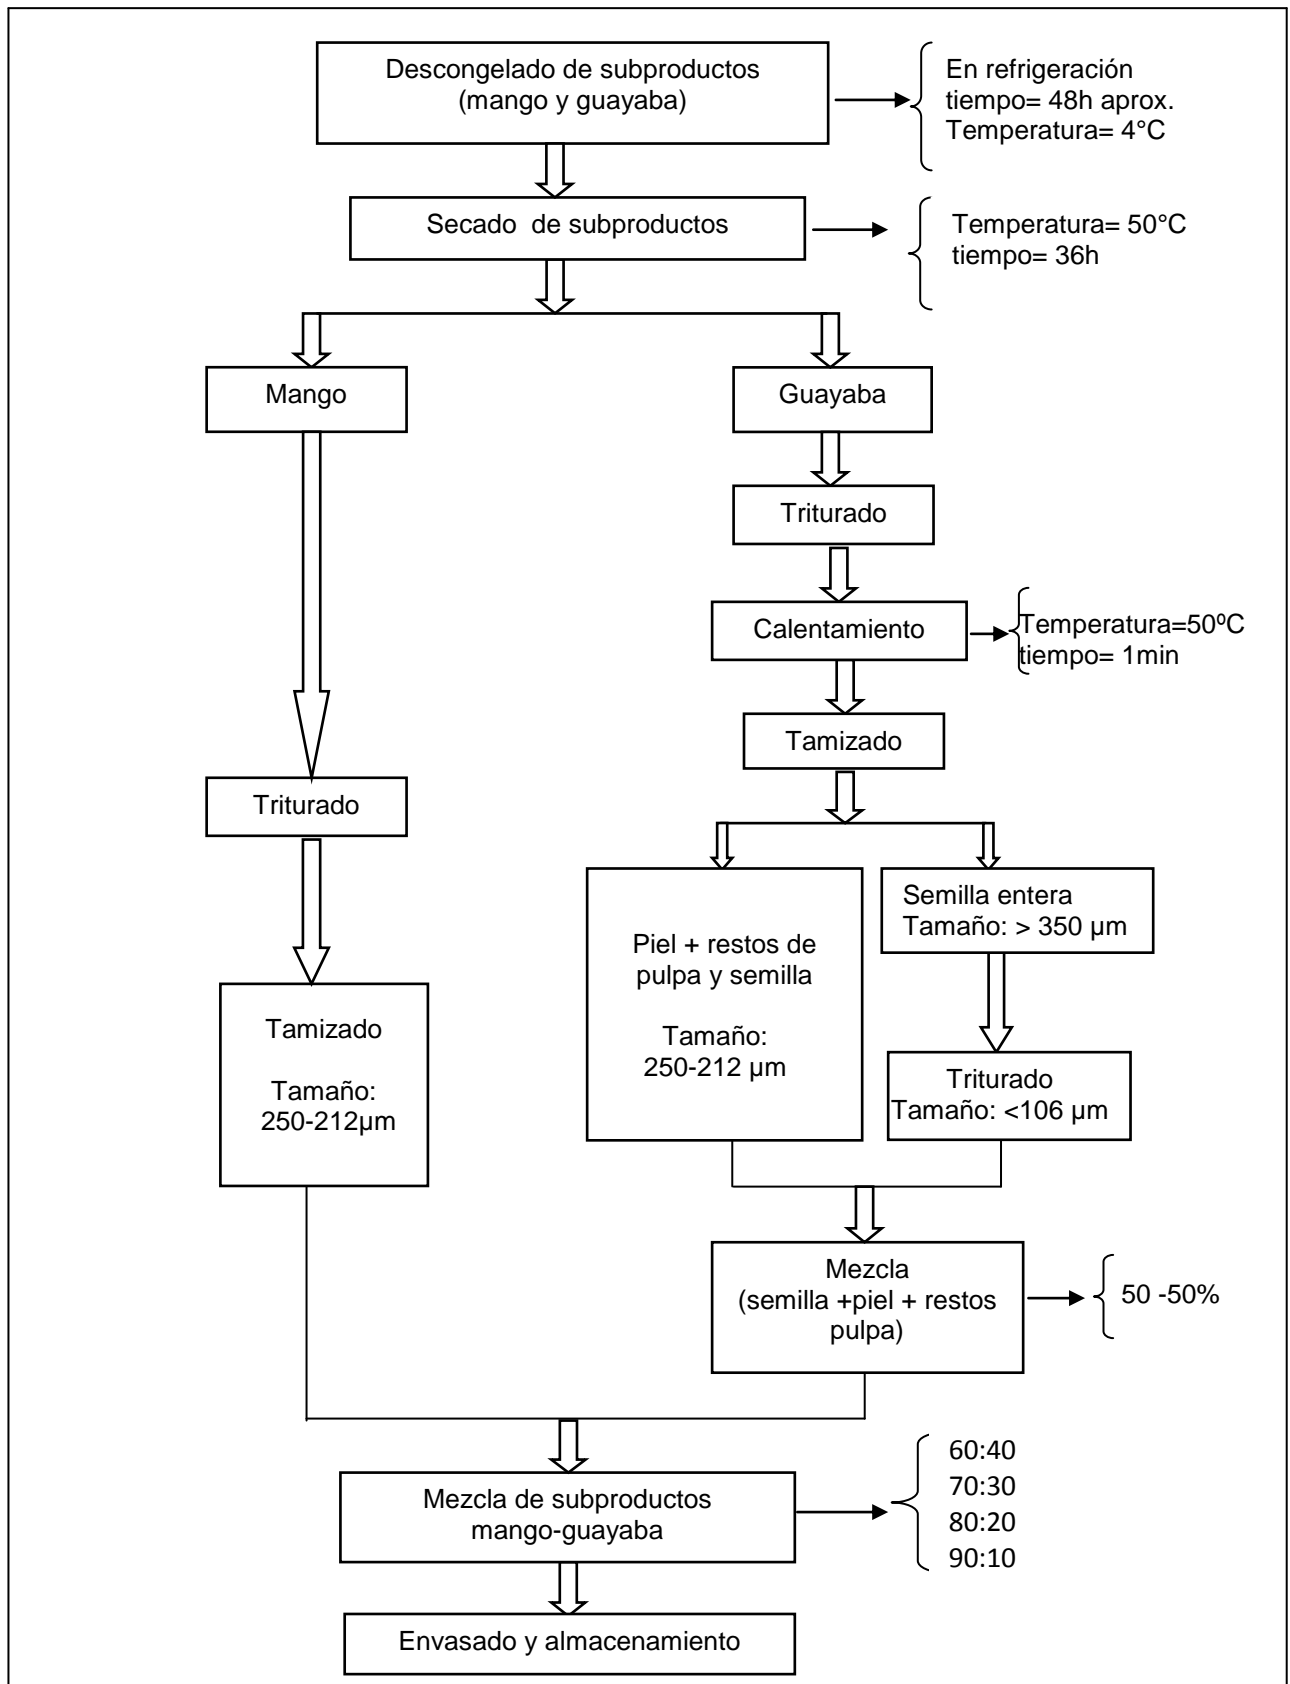 Descongelado de subproductos
(mango y guayaba)
En refrigeración
tiempo= 48h aprox.
Temperatura= 4°C
Secado  de subproductos
Temperatura= 50°C
tiempo= 36h
Mango
Guayaba
Triturado
Calentamiento
Temperatura=50ºC
tiempo= 1min
Tamizado
Triturado
Piel + restos de
pulpa y semilla
Tamaño:
250-212 µm
Semilla entera
Tamaño: > 350 µm
Triturado
Tamaño: <106 µm
Tamizado
Tamaño:
250-212µm
Mezcla
(semilla +piel + restos
pulpa)
50 -50%
Mezcla de subproductos
mango-guayaba
60:40
70:30
80:20
90:10
Envasado y almacenamiento